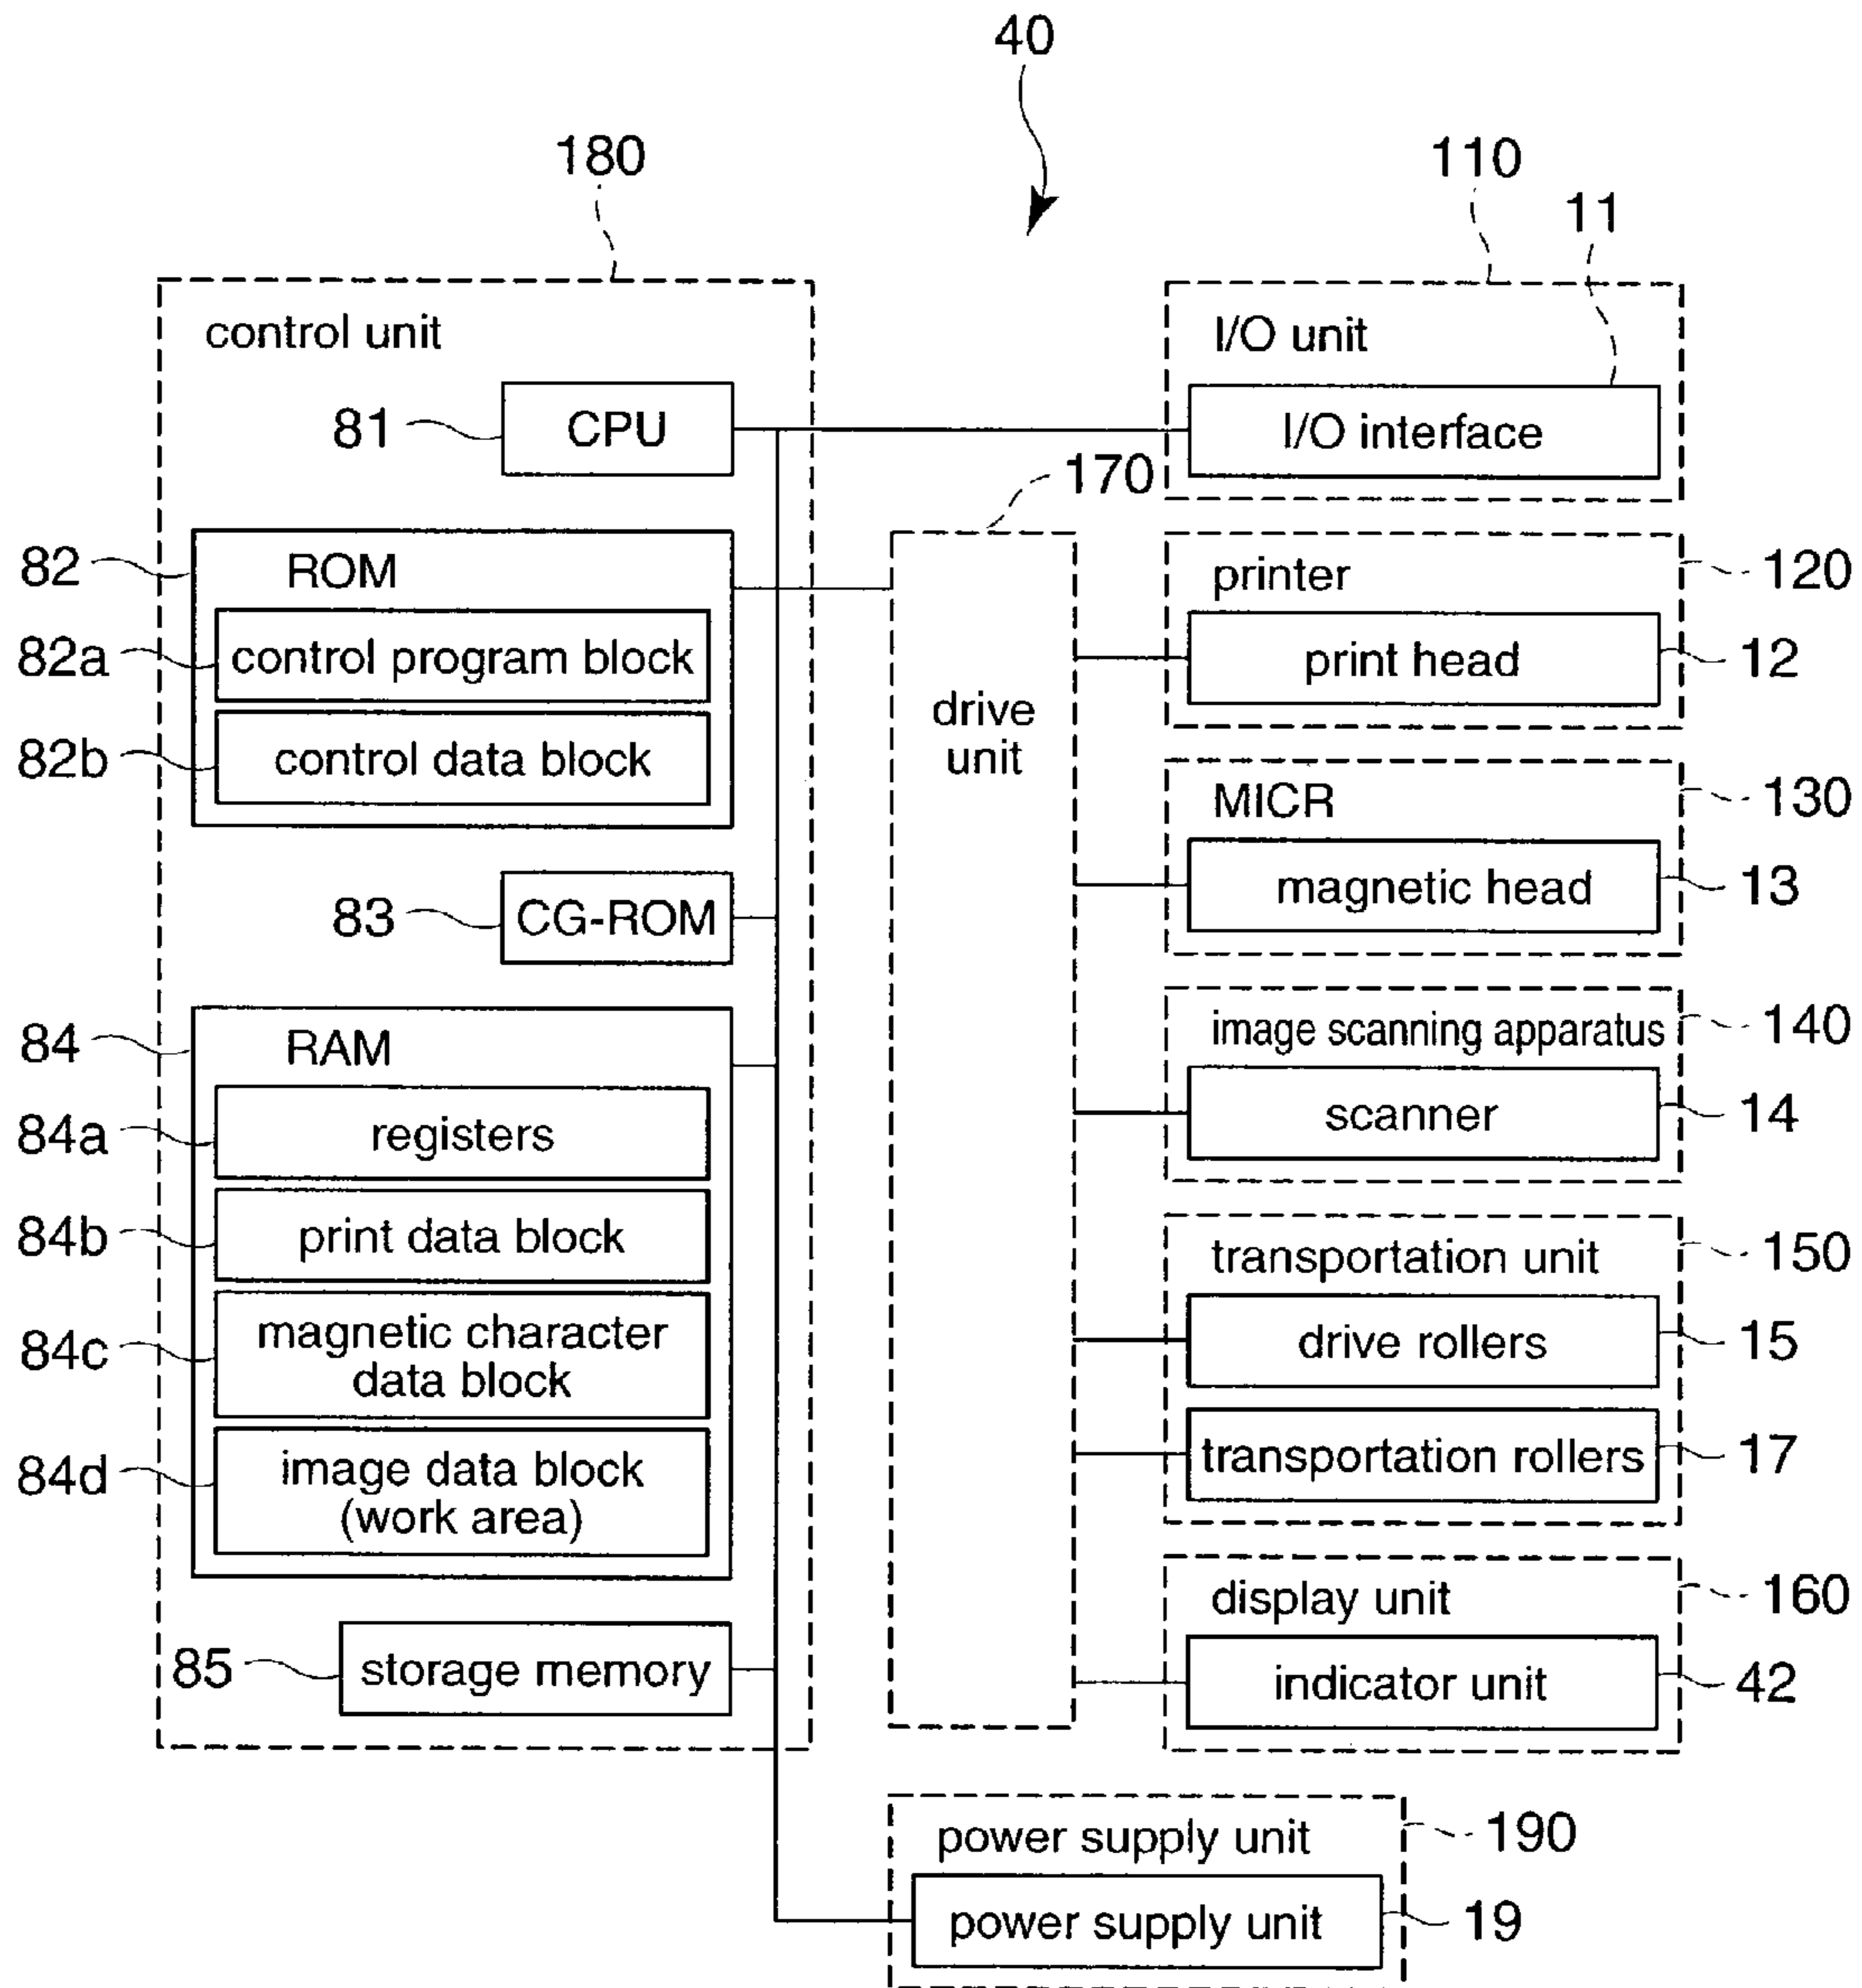 40
180
110
11
control unit
I/O unit
81
CPU
I/O interface
170
82
ROM
printer
120
82a
control program block
print head
12
82b
control data block
drive
unit
MICR
130
magnetic head
13
83
CG-ROM
84
RAM
image scanning apparatus
140
84a
registers
scanner
14
84b
print data block
transportation unit
150
84c
magnetic character
data block
drive rollers
15
84d
image data block
(work area)
transportation rollers
17
display unit
160
85
storage memory
indicator unit
42
power supply unit
190
power supply unit
19